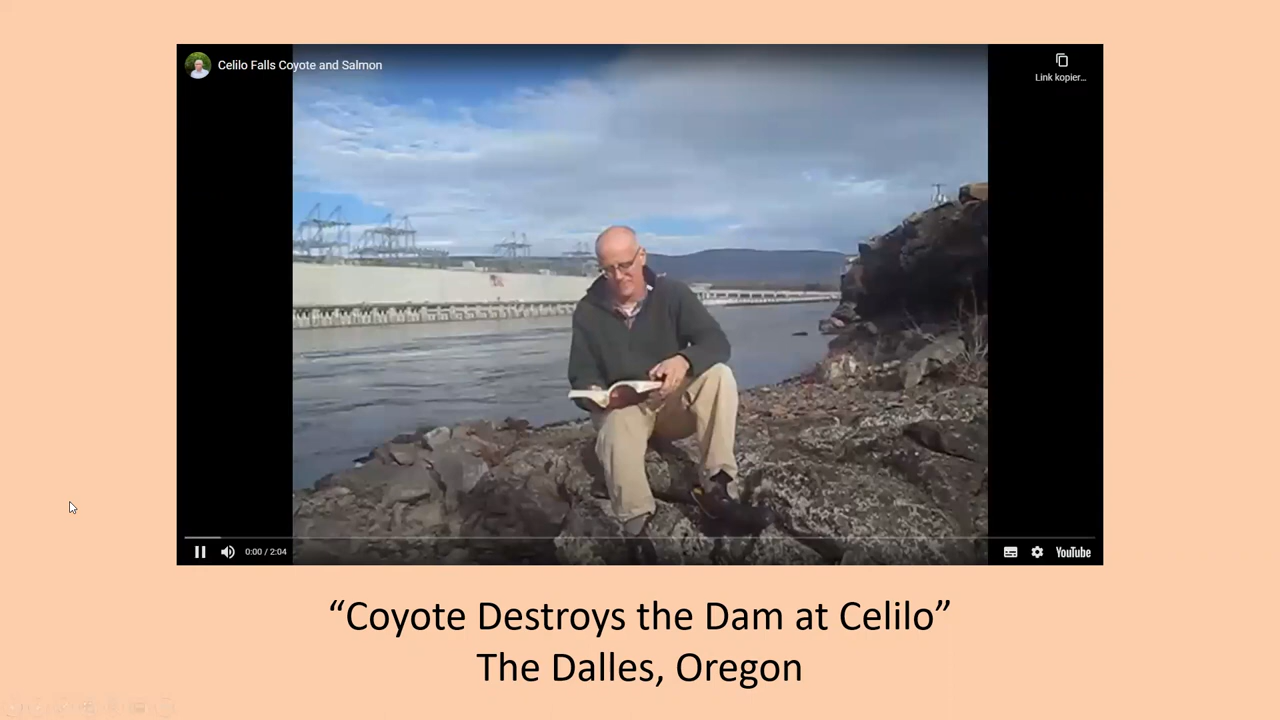 Celilo Falls Coyote and Salmon
Link kopier...
0:00 / 2:04
YouTube
“Coyote Destroys the Dam at Celilo”
The Dalles, Oregon